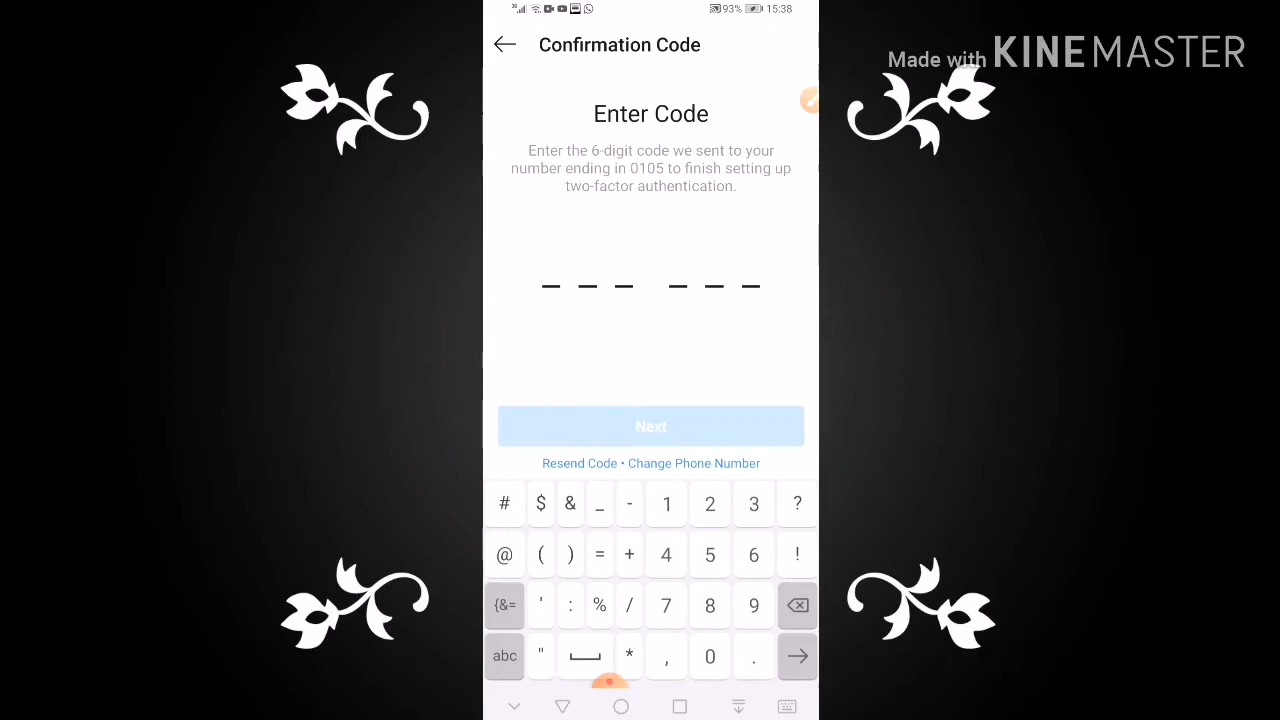 93% 15:38
Confirmation Code
Made with KINEMASTER
Enter Code
Enter the 6-digit code we sent to your
number ending in 0105 to finish setting up
two-factor authentication.
Next
Resend Code • Change Phone Number
# $ & _ - 1 2 3 ?
@ ( ) = + 4 5 6 !
{&= ' : % / 7 8 9
abc " * , 0 .